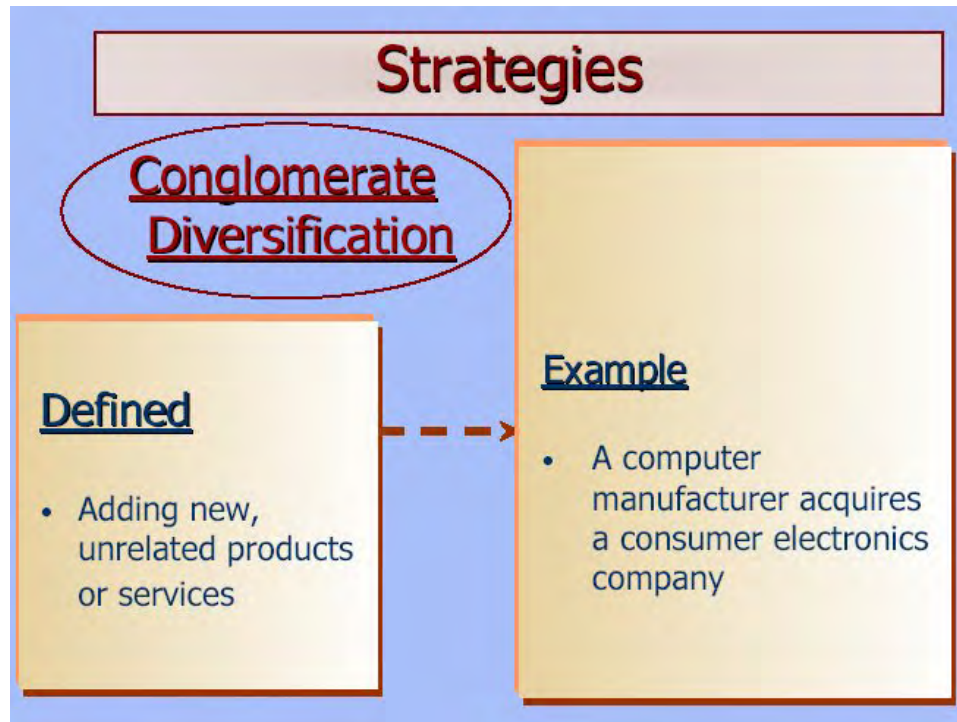 Strategies
Conglomerate
Diversification
Defined
• Adding new,
unrelated products
or services
Example
• A computer
manufacturer acquires
a consumer electronics
company